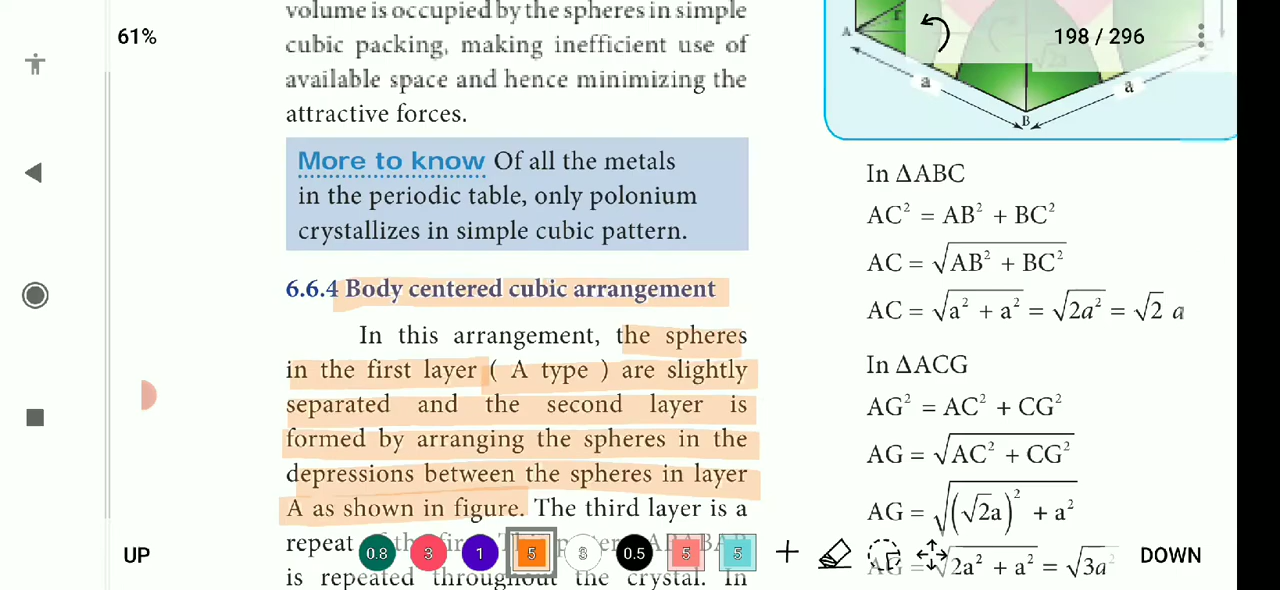 61%
198 / 296
volume is occupied by the spheres in simple
cubic packing, making inefficient use of
available space and hence minimizing the
attractive forces.
More to know Of all the metals
in the periodic table, only polonium
crystallizes in simple cubic pattern.
6.6.4 Body centered cubic arrangement
In this arrangement, the spheres
in the first layer ( A type ) are slightly
separated and the second layer is
formed by arranging the spheres in the
depressions between the spheres in layer
A as shown in figure. The third layer is a
repeat of the first. This pattern ABABAB
is repeated throughout the crystal. In
A
r
a
a
B
In ΔABC
AC² = AB² + BC²
AC = √(AB² + BC²)
AC = √(a² + a²) = √(2a²) = √2 a
In ΔACG
AG² = AC² + CG²
AG = √(AC² + CG²)
AG = √((√2a)² + a²)
AG = √(2a² + a²) = √(3a²)
UP
0.8
3
1
5
3
0.5
5
5
+
DOWN